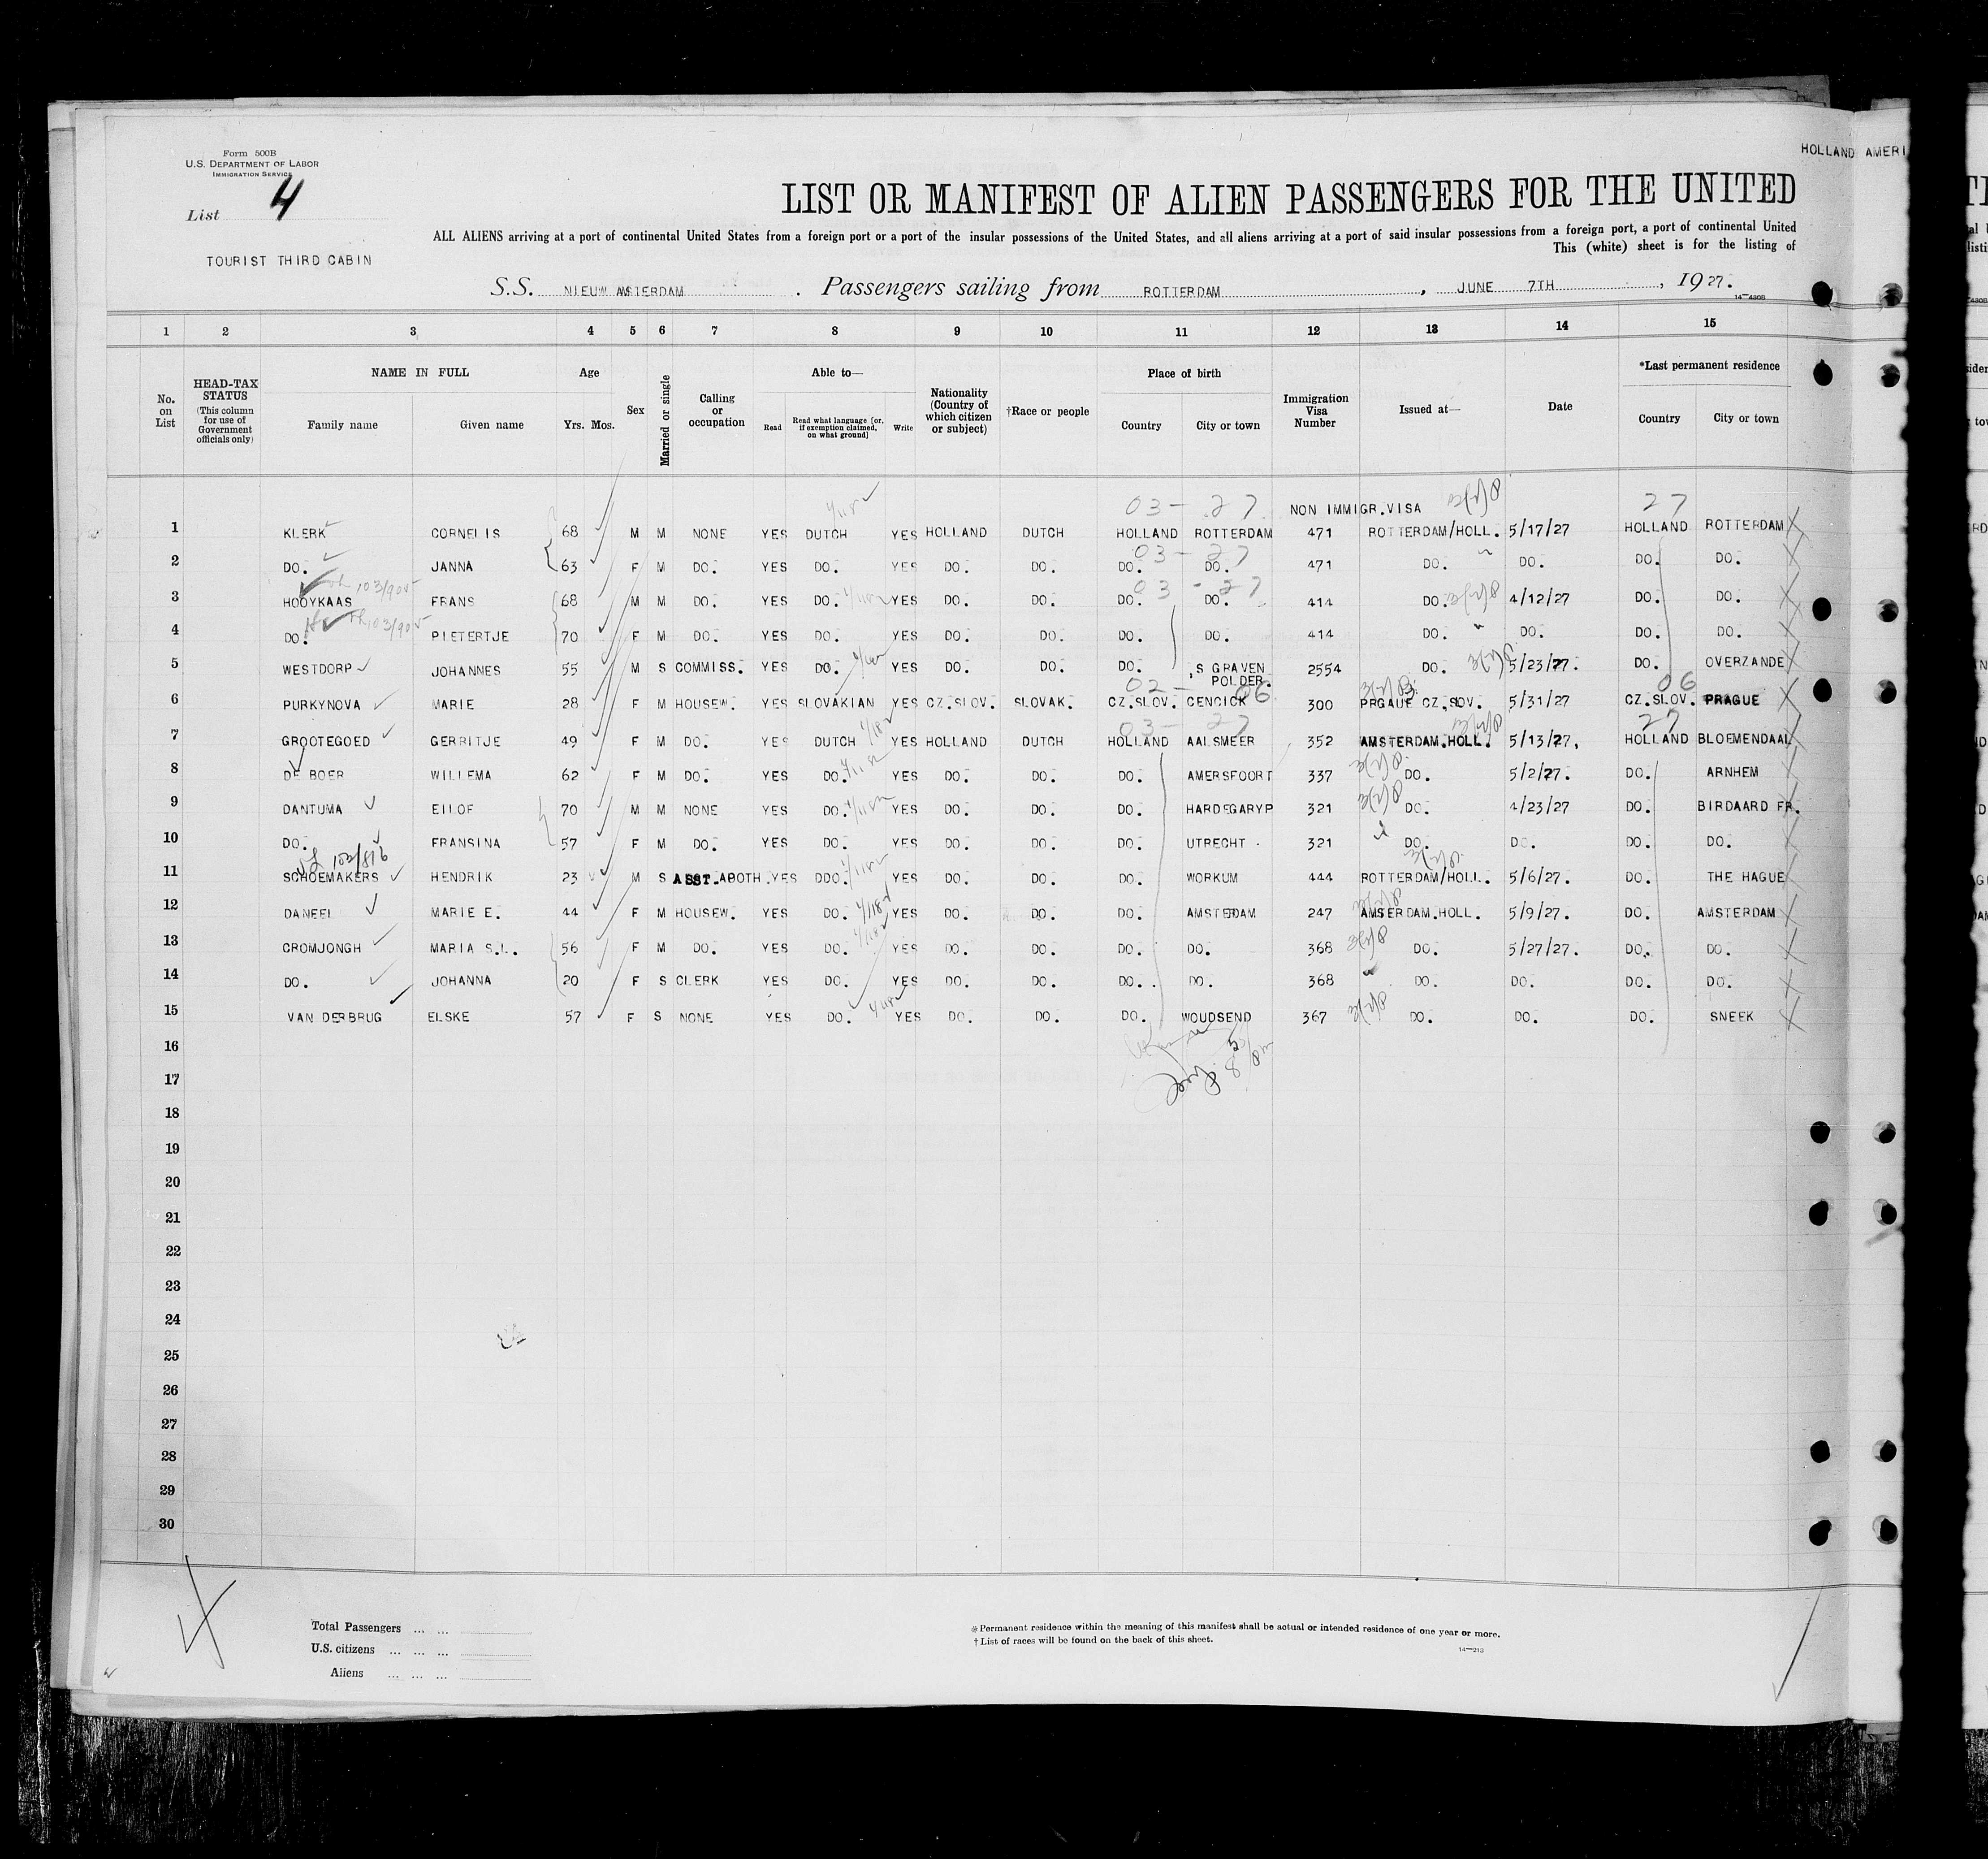 HOLLAND AMERI
Form 500B
U.S. DEPARTMENT OF LABOR
IMMIGRATION SERVICE
List 4
LIST OR MANIFEST OF ALIEN PASSENGERS FOR THE UNITED
ALL ALIENS arriving at a port of continental United States from a foreign port or a port of the insular possessions of the United States, and all aliens arriving at a port of said insular possessions from a foreign port, a port of continental United
This (white) sheet is for the listing of
TOURIST THIRD CABIN
S.S. NIEUW AMSTERDAM . Passengers sailing from ROTTERDAM , JUNE 7TH , 19 27.
14—480B
1 2 3 4 5 6 7 8 9 10 11 12 13 14 15
No. on List
HEAD-TAX STATUS (This column for use of Government officials only)
NAME IN FULL
Family name Given name
Age
Yrs. Mos.
Sex
Married or single
Calling or occupation
Able to—
Read Read what language [or, if exemption claimed, on what ground] Write
Nationality (Country of which citizen or subject)
†Race or people
Place of birth
Country City or town
Immigration Visa Number
Issued at—
Date
*Last permanent residence
Country City or town
03 - 27 NON IMMIGR.VISA 27
1 KLERK CORNELIS 68 M M NONE YES DUTCH YES HOLLAND DUTCH HOLLAND ROTTERDAM 471 ROTTERDAM/HOLL. 5/17/27 HOLLAND ROTTERDAM
03 - 27
2 DO. JANNA 63 F M DO. YES DO. YES DO. DO. DO. DO. 471 DO. DO. DO. DO.
103/905 03 - 27
3 HOOYKAAS FRANS 68 M M DO. YES DO. YES DO. DO. DO. DO. 414 DO. 4/12/27 DO. DO.
103/905
4 DO. PIETERTJE 70 F M DO. YES DO. YES DO. DO. DO. DO. 414 DO. DO. DO. DO.
5 WESTDORP JOHANNES 55 M S COMMISS. YES DO. YES DO. DO. DO. ,S GRAVEN POLDER. 2554 DO. 5/23/27. DO. OVERZANDE
02 - 06 06
6 PURKYNOVA MARIE 28 F M HOUSEW. YES SLOVAKIAN YES CZ.SLOV. SLOVAK. CZ.SLOV. CENCICK 300 PRGAUE CZ.SLOV. 5/31/27 CZ.SLOV. PRAGUE
03 - 27 27
7 GROOTEGOED GERRITJE 49 F M DO. YES DUTCH YES HOLLAND DUTCH HOLLAND AALSMEER 352 AMSTERDAM.HOLL. 5/13/27, HOLLAND BLOEMENDAAL
8 DE BOER WILLEMA 62 F M DO. YES DO. YES DO. DO. DO. AMERSFOORT 337 DO. 5/2/27. DO. ARNHEM
9 DANTUMA EILOF 70 M M NONE YES DO. YES DO. DO. DO. HARDEGARYP 321 DO. 4/23/27 DO. BIRDAARD FR.
10 DO. FRANSINA 57 F M DO. YES DO. YES DO. DO. DO. UTRECHT 321 DO. DO. DO. DO.
11 SCHOEMAKERS HENDRIK 23 M S ASST.APOTH.YES DDO. YES DO. DO. DO. WORKUM 444 ROTTERDAM/HOLL. 5/6/27. DO. THE HAGUE
12 DANEEL MARIE E. 44 F M HOUSEW. YES DO. YES DO. DO. DO. AMSTERDAM 247 AMSTERDAM.HOLL. 5/9/27. DO. AMSTERDAM
13 CROMJONGH MARIA S.L. 56 F M DO. YES DO. YES DO. DO. DO. DO. 368 DO. 5/27/27. DO. DO.
14 DO. JOHANNA 20 F S CLERK YES DO. YES DO. DO. DO. DO. 368 DO. DO. DO. DO.
15 VAN DERBRUG ELSKE 57 F S NONE YES DO. YES DO. DO. DO. WOUDSEND 367 DO. DO. DO. SNEEK
16
17
18
19
20
21
22
23
24
25
26
27
28
29
30
Total Passengers ... ...
U.S. citizens ... ... ...
Aliens ... ... ...
* Permanent residence within the meaning of this manifest shall be actual or intended residence of one year or more.
† List of races will be found on the back of this sheet.
14—213